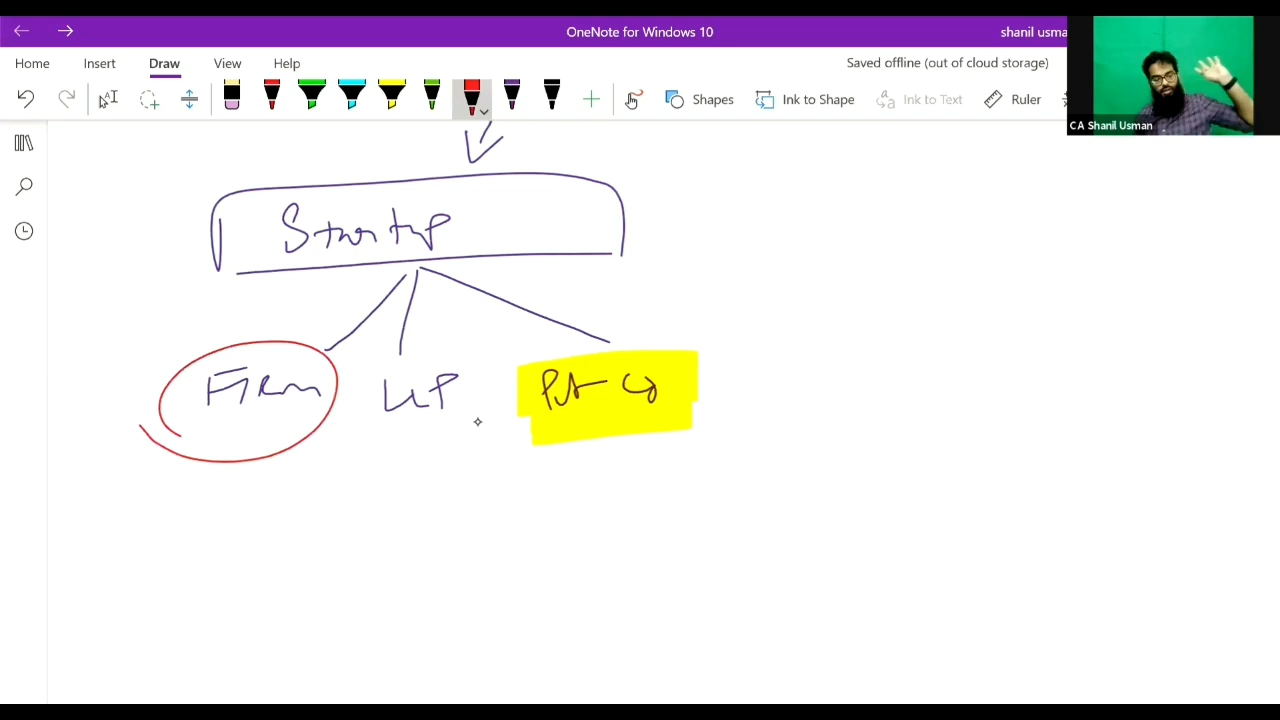 OneNote for Windows 10
shanil usma
Home Insert Draw View Help
Saved offline (out of cloud storage)
Shapes Ink to Shape Ink to Text Ruler
CA Shanil Usman
Startup
Firm LLP Pvt Co